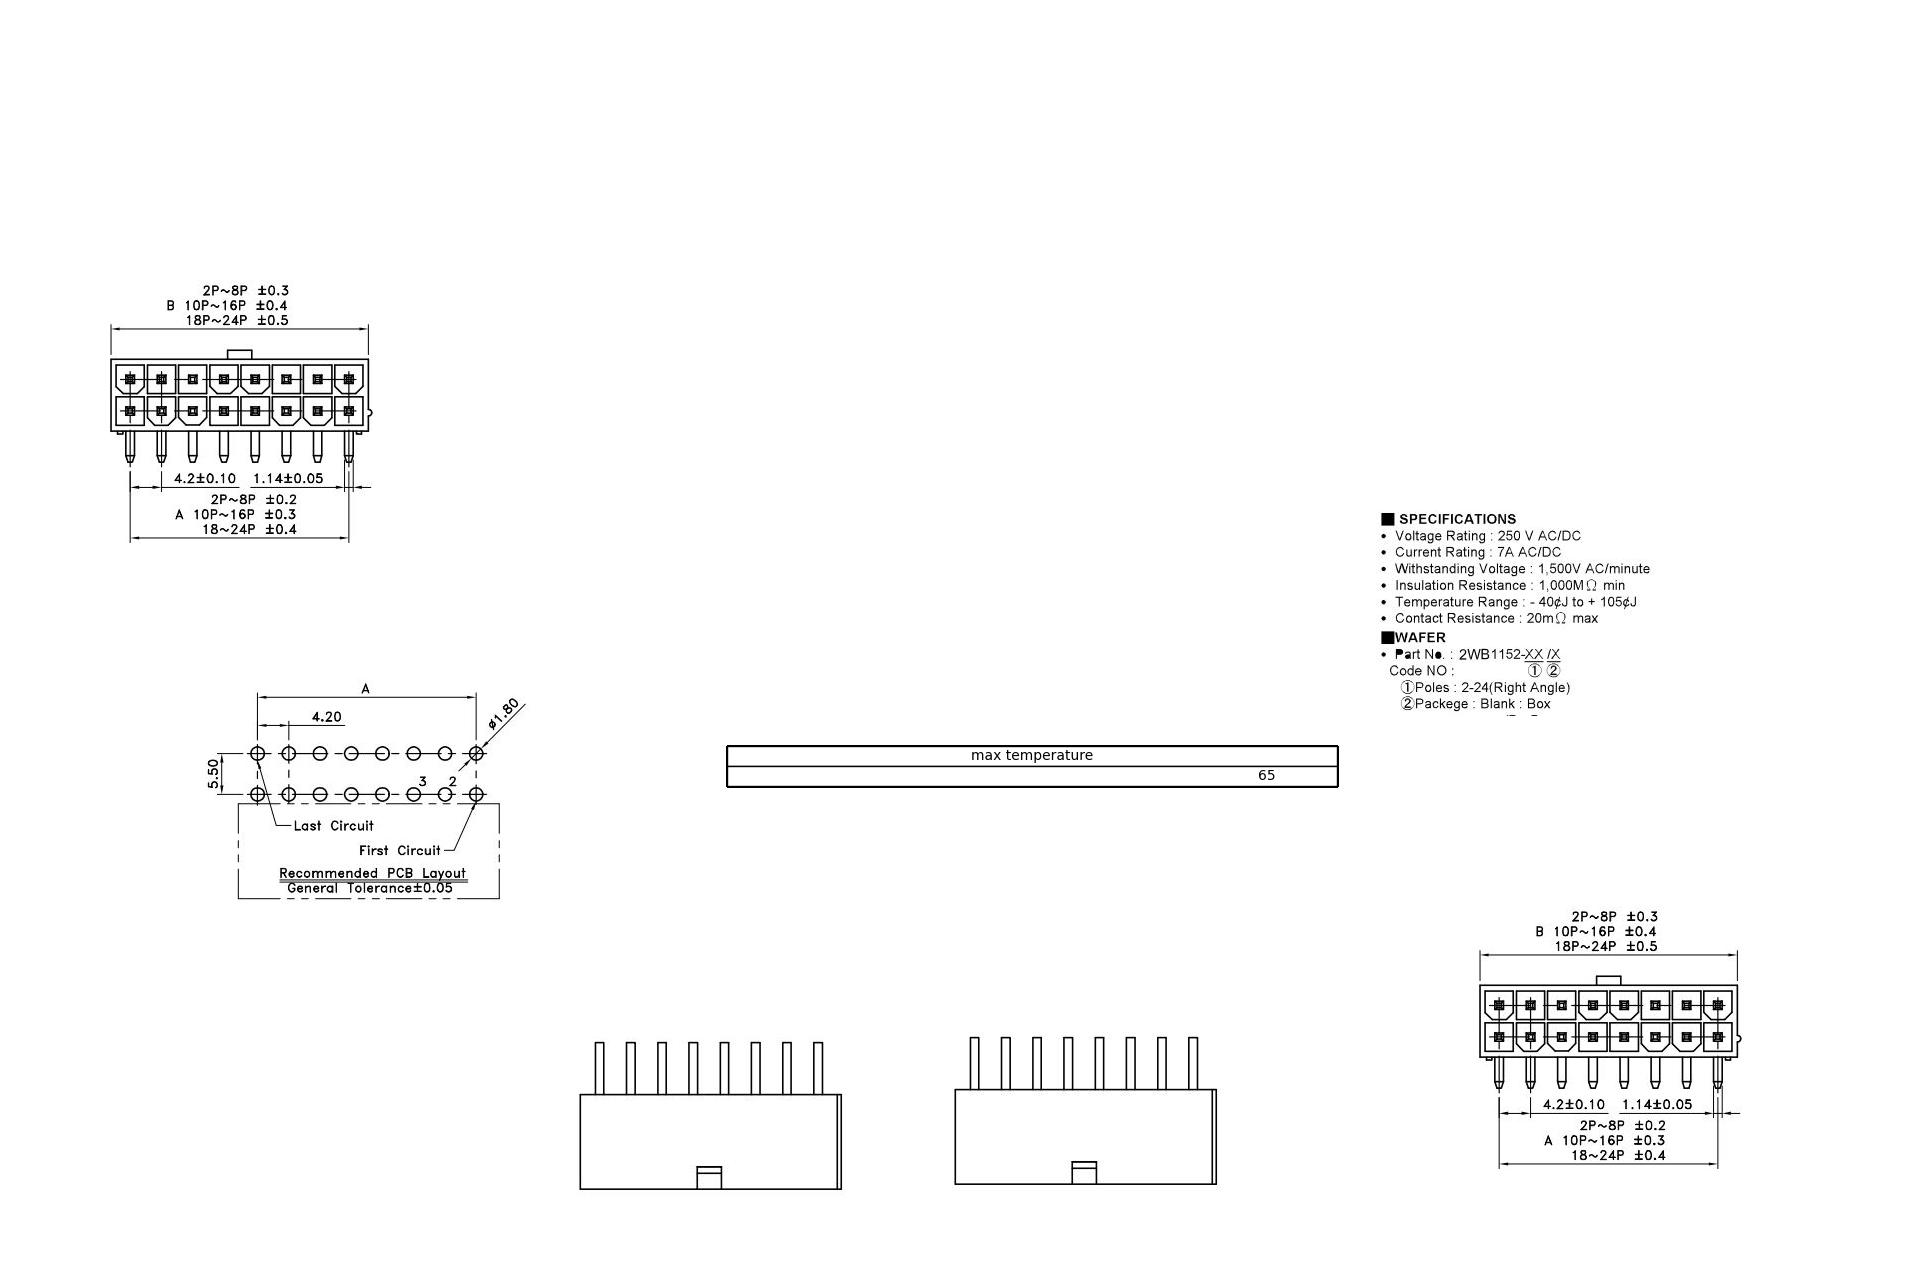 2P~8P ±0.3
B 10P~16P ±0.4
18P~24P ±0.5
4.2±0.10 1.14±0.05
2P~8P ±0.2
A 10P~16P ±0.3
18~24P ±0.4
■ SPECIFICATIONS
• Voltage Rating : 250 V AC/DC
• Current Rating : 7A AC/DC
• Withstanding Voltage : 1,500V AC/minute
• Insulation Resistance : 1,000MΩ min
• Temperature Range : - 40¢J to + 105¢J
• Contact Resistance : 20mΩ max
■WAFER
• Part No. : 2WB1152-XX /X
Code NO : ① ②
①Poles : 2-24(Right Angle)
②Packege : Blank : Box
A
4.20
ø1.80
5.50
3 2
Last Circuit
First Circuit
Recommended PCB Layout
General Tolerance±0.05
max temperature
65
2P~8P ±0.3
B 10P~16P ±0.4
18P~24P ±0.5
4.2±0.10 1.14±0.05
2P~8P ±0.2
A 10P~16P ±0.3
18~24P ±0.4